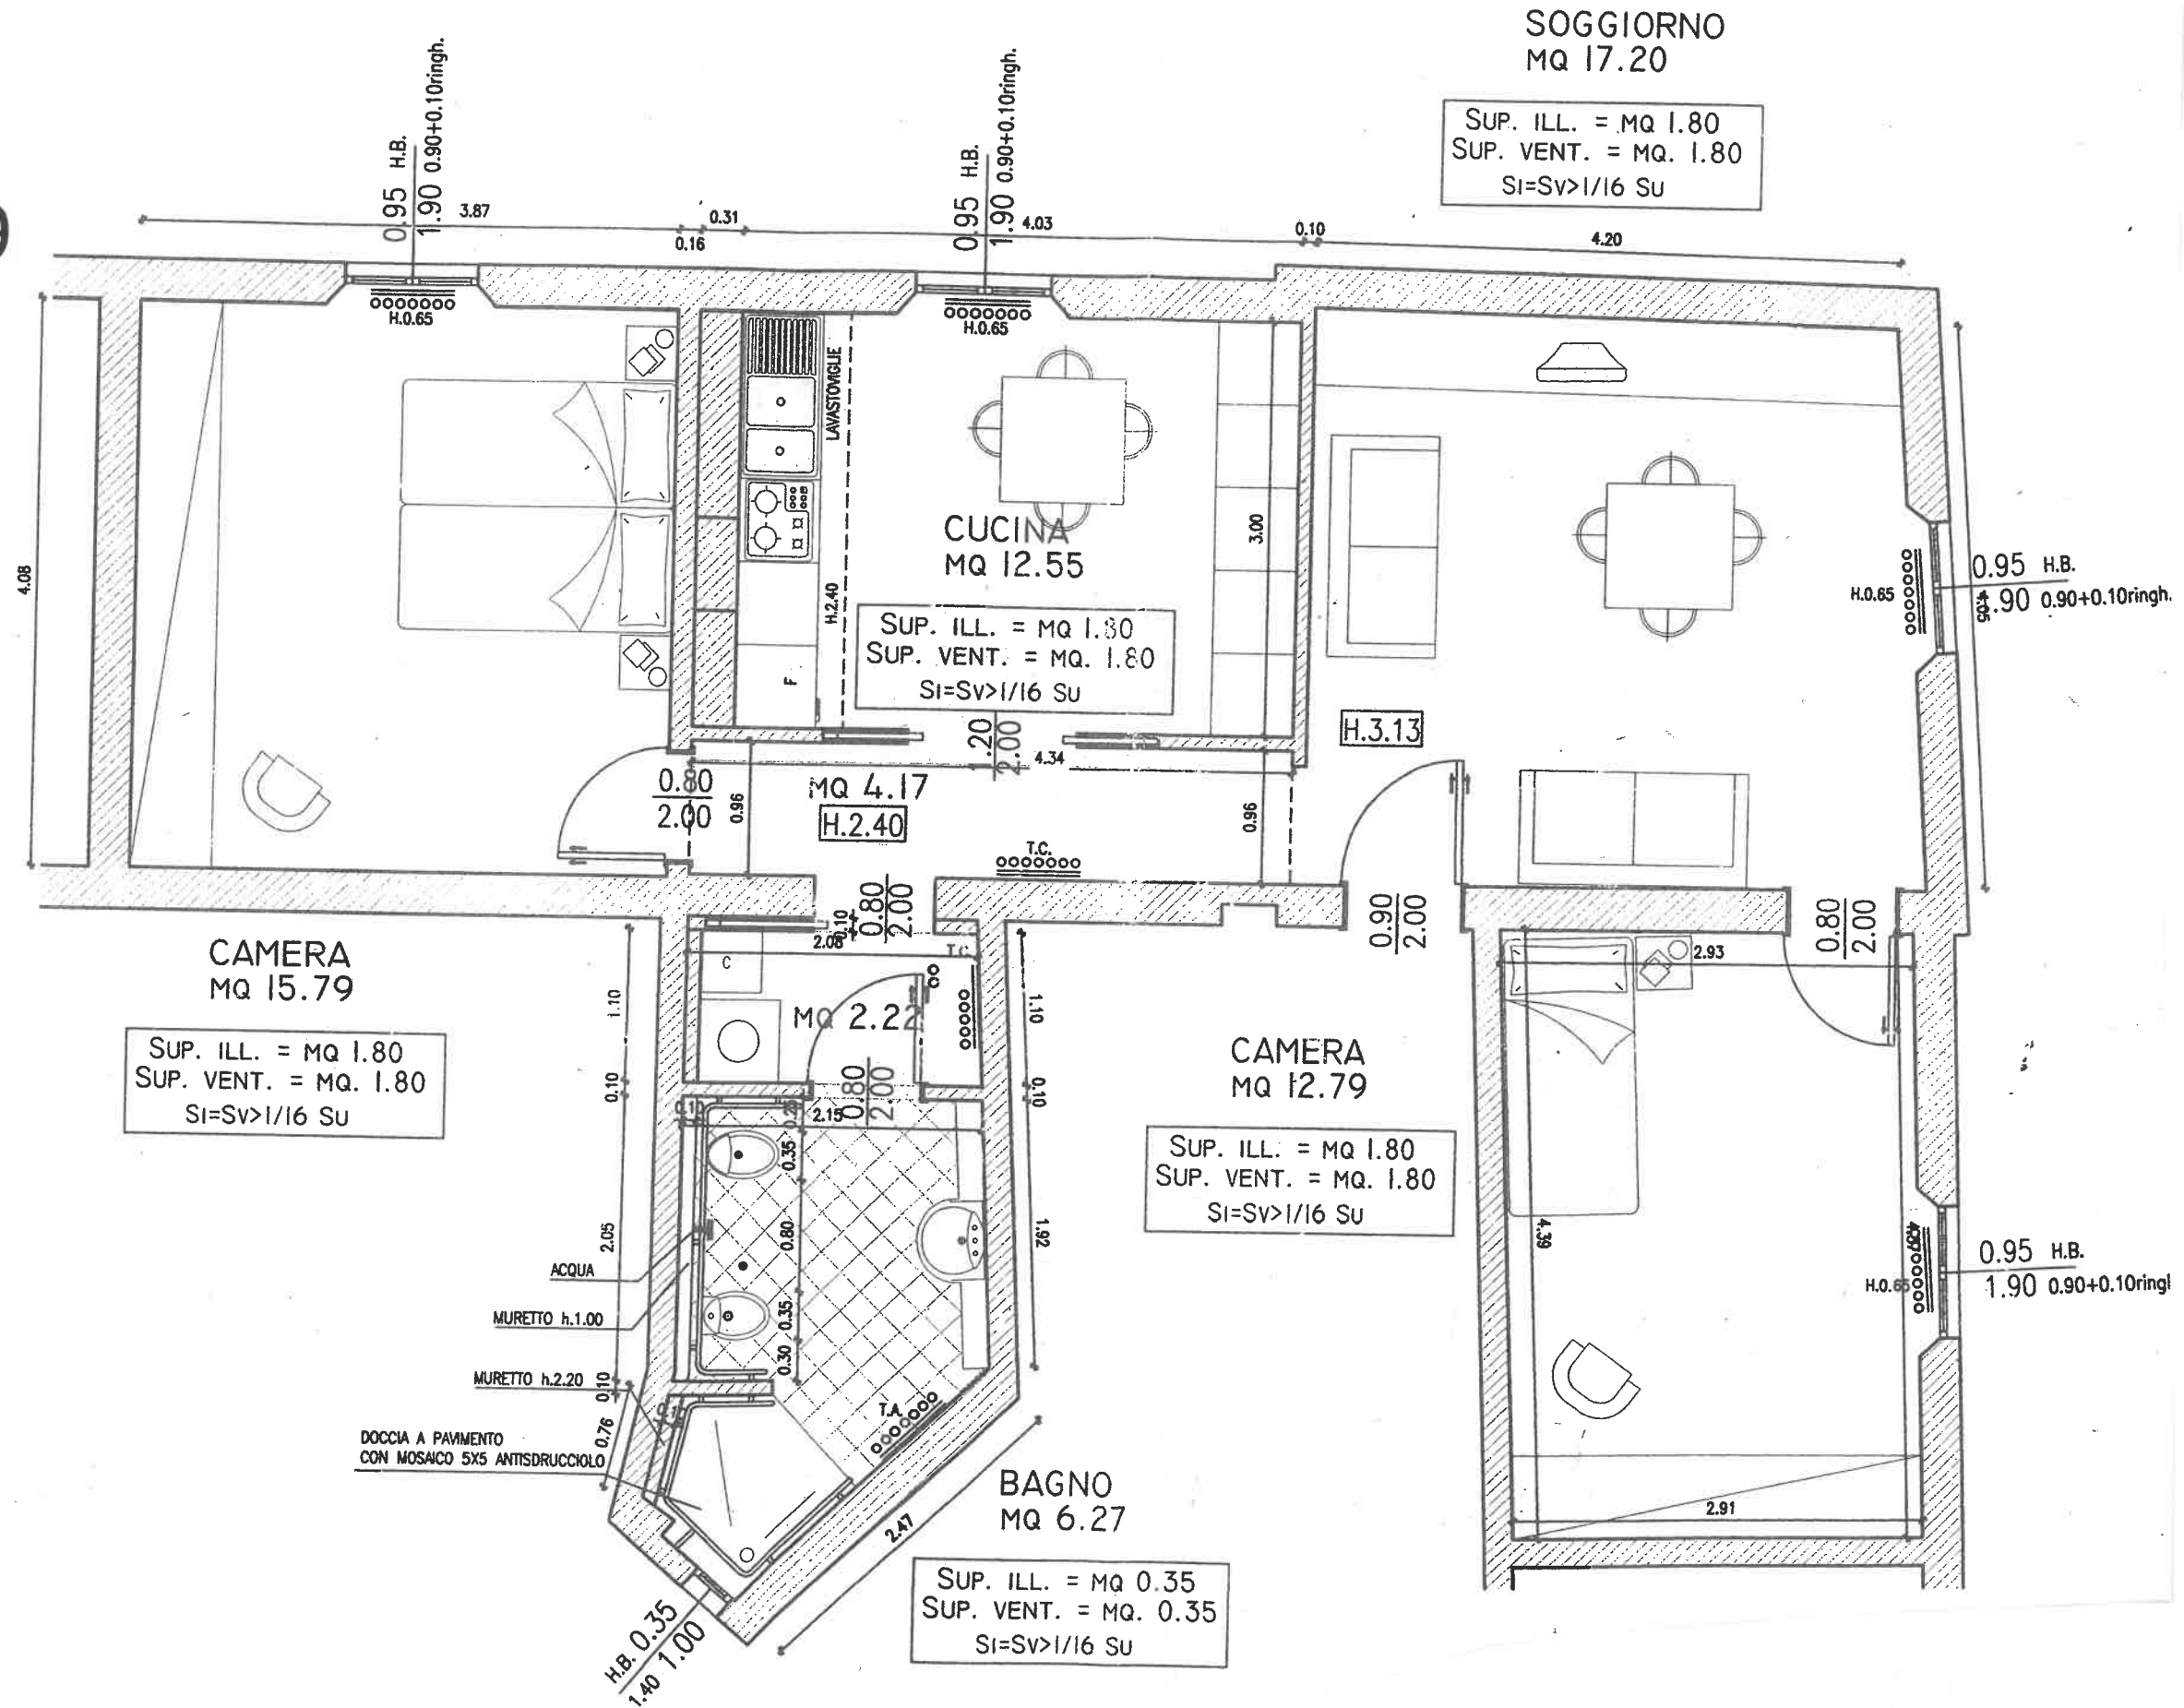 SOGGIORNO
MQ 17.20
SUP. ILL. = MQ 1.80
SUP. VENT. = MQ. 1.80
SI=SV>1/16 SU
0.95 H.B.
1.90 0.90+0.10ringh.
0.95 H.B.
1.90 0.90+0.10ringh.
3.87
0.16
0.31
4.03
0.10
4.20
H.0.65
H.0.65
LAVASTOVIGLIE
H.2.40
F
4.08
CUCINA
MQ 12.55
SUP. ILL. = MQ 1.80
SUP. VENT. = MQ. 1.80
SI=SV>1/16 SU
3.00
H.0.65
0.95 H.B.
1.90 0.90+0.10ringh.
4.05
H.3.13
1.20
2.00
4.34
0.80
2.00
0.96
MQ 4.17
H.2.40
0.96
T.C.
0.80
2.00
0.10
2.08
T.C.
0.90
2.00
0.80
2.00
2.93
CAMERA
MQ 15.79
SUP. ILL. = MQ 1.80
SUP. VENT. = MQ. 1.80
SI=SV>1/16 SU
C
1.10
MQ 2.22
1.10
0.10
0.10
0.80
2.00
0.10
2.15
0.35
0.80
0.35
0.30
2.05
1.92
ACQUA
MURETTO h.1.00
MURETTO h.2.20
0.10
0.76
DOCCIA A PAVIMENTO
CON MOSAICO 5X5 ANTISDRUCCIOLO
T.A.
2.47
H.B. 0.35
1.40 1.00
CAMERA
MQ 12.79
SUP. ILL. = MQ 1.80
SUP. VENT. = MQ. 1.80
SI=SV>1/16 SU
4.39
H.0.65
0.95 H.B.
1.90 0.90+0.10ringl
2.91
BAGNO
MQ 6.27
SUP. ILL. = MQ 0.35
SUP. VENT. = MQ. 0.35
SI=SV>1/16 SU